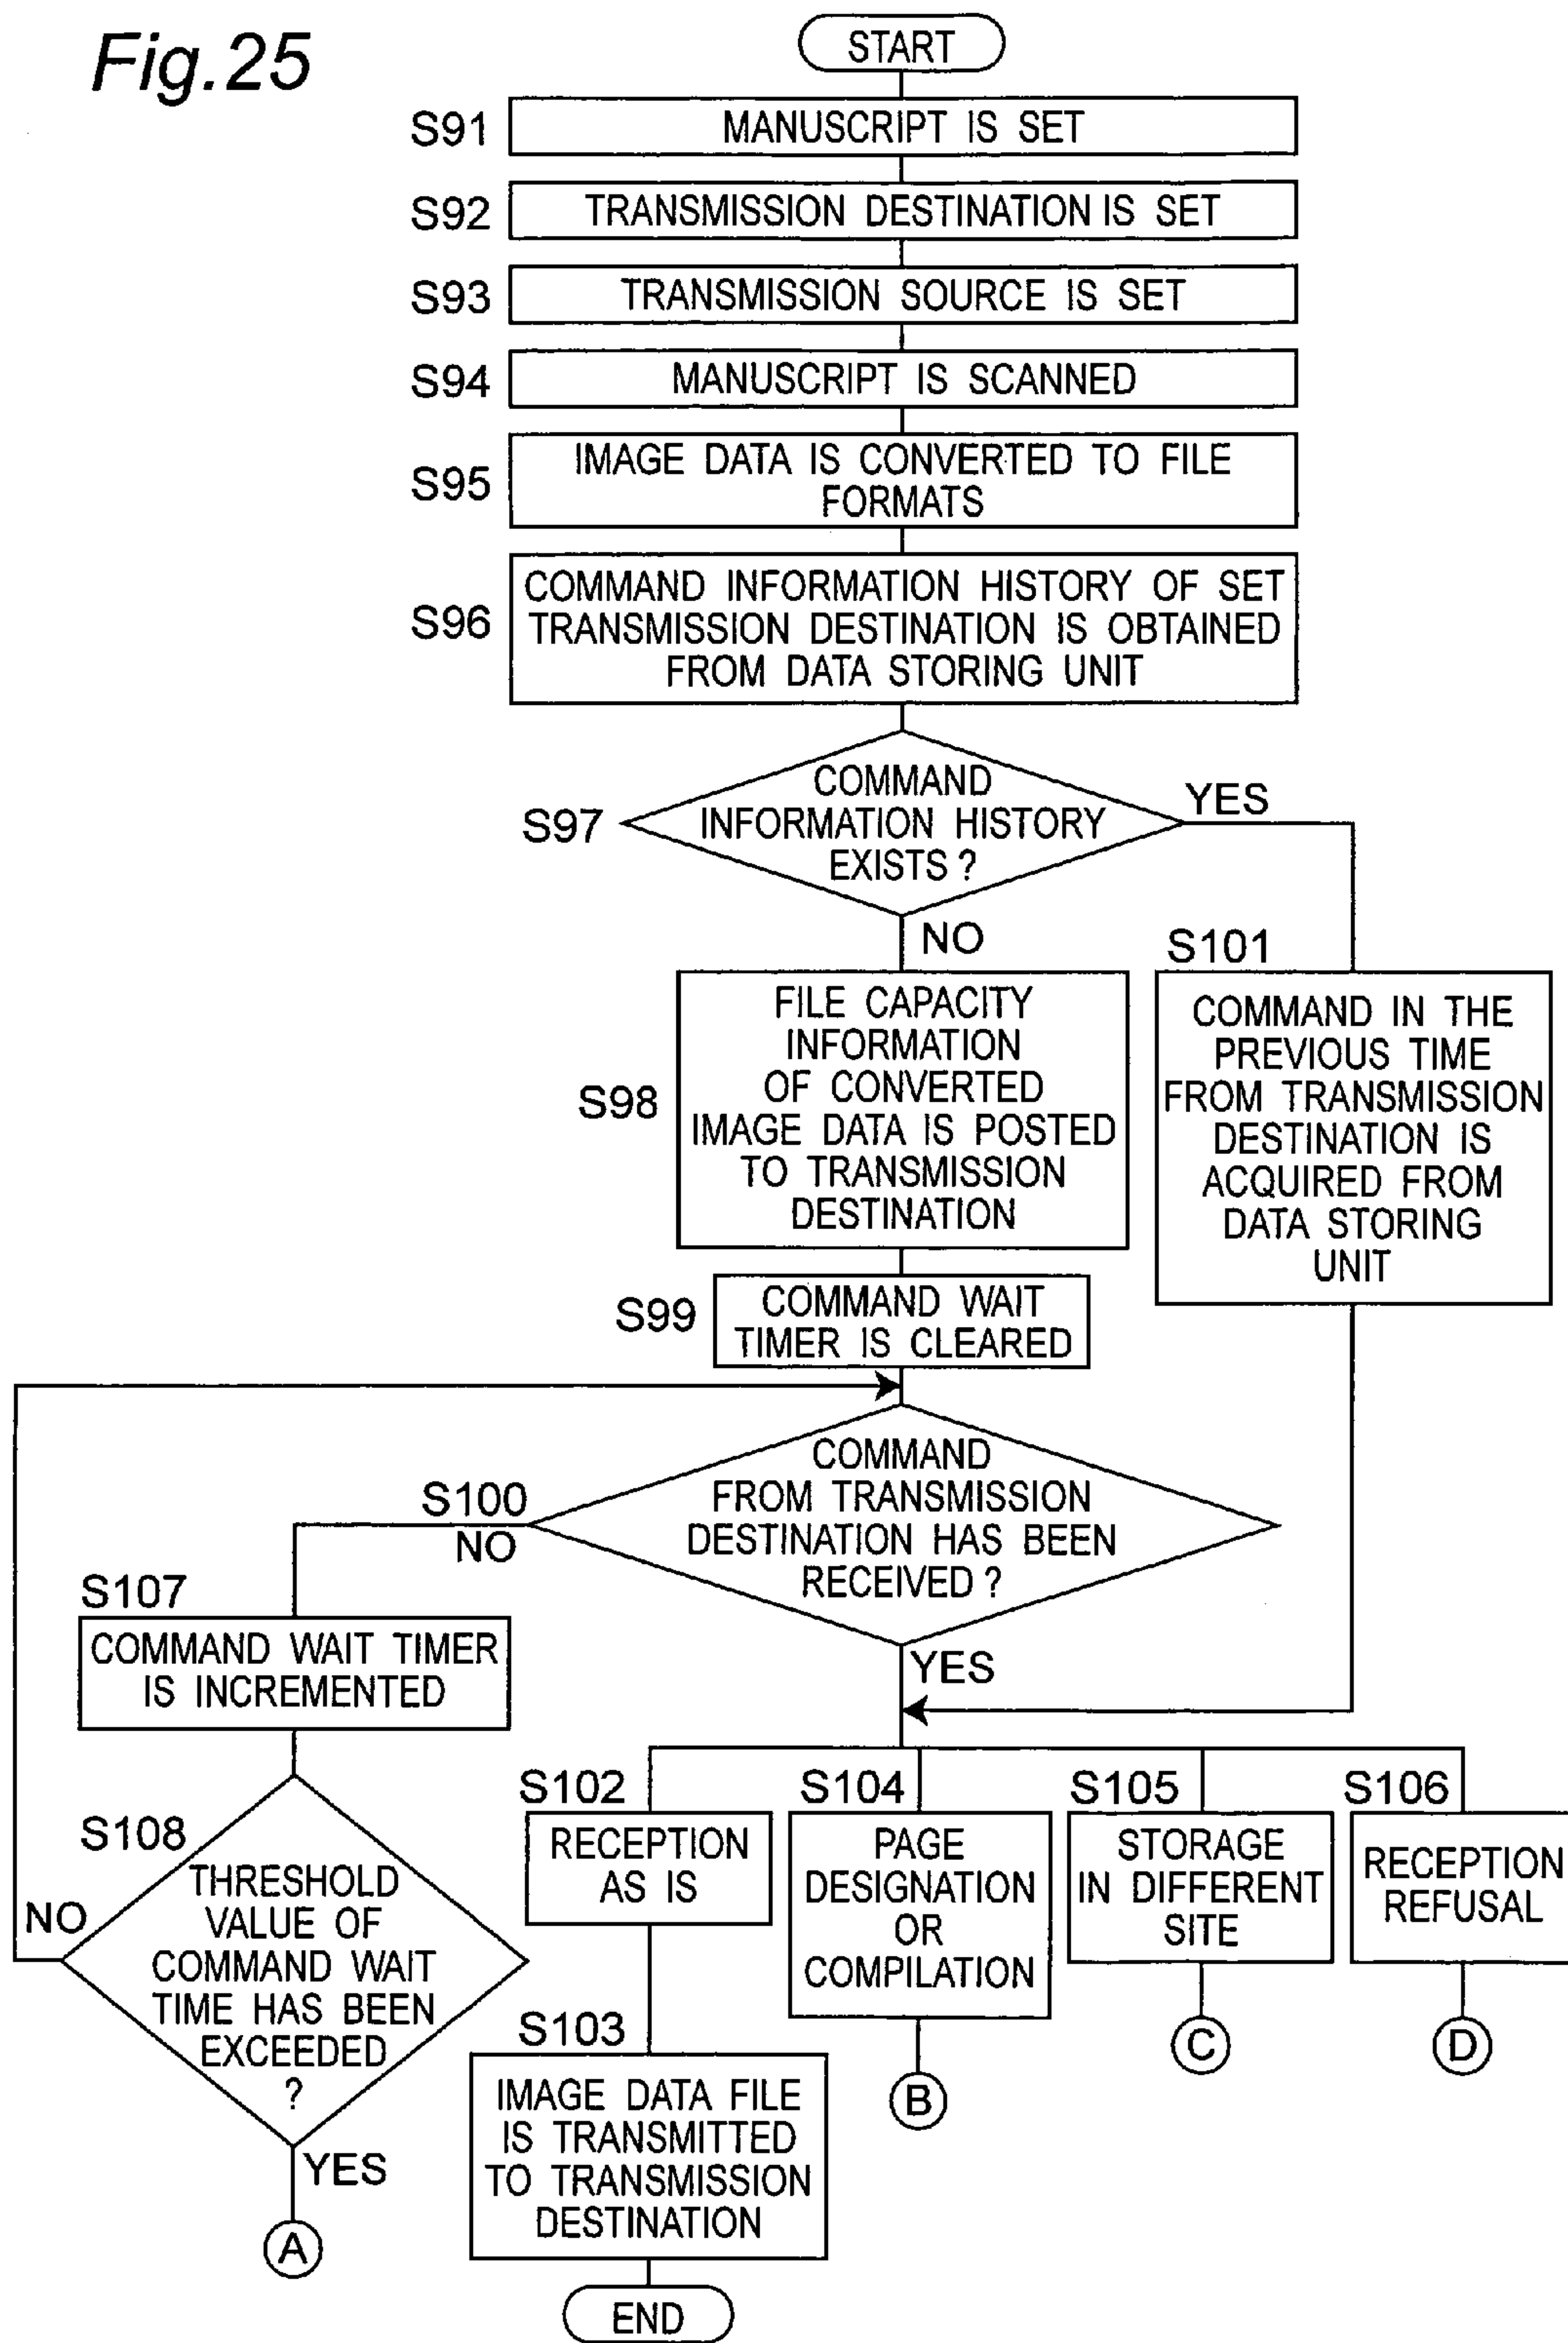 Fig.25
START
S91
MANUSCRIPT IS SET
S92
TRANSMISSION DESTINATION IS SET
S93
TRANSMISSION SOURCE IS SET
S94
MANUSCRIPT IS SCANNED
S95
IMAGE DATA IS CONVERTED TO FILE
FORMATS
S96
COMMAND INFORMATION HISTORY OF SET
TRANSMISSION DESTINATION IS OBTAINED
FROM DATA STORING UNIT
S97
COMMAND
INFORMATION HISTORY
EXISTS ?
YES
NO
S98
FILE CAPACITY
INFORMATION
OF CONVERTED
IMAGE DATA IS POSTED
TO TRANSMISSION
DESTINATION
S101
COMMAND IN THE
PREVIOUS TIME
FROM TRANSMISSION
DESTINATION IS
ACQUIRED FROM
DATA STORING
UNIT
S99
COMMAND WAIT
TIMER IS CLEARED
S100
NO
COMMAND
FROM TRANSMISSION
DESTINATION HAS BEEN
RECEIVED ?
YES
S107
COMMAND WAIT TIMER
IS INCREMENTED
S108
THRESHOLD
VALUE OF
COMMAND WAIT
TIME HAS BEEN
EXCEEDED
?
NO
YES
A
S102
RECEPTION
AS IS
S103
IMAGE DATA FILE
IS TRANSMITTED
TO TRANSMISSION
DESTINATION
END
S104
PAGE
DESIGNATION
OR
COMPILATION
B
S105
STORAGE
IN DIFFERENT
SITE
C
S106
RECEPTION
REFUSAL
D